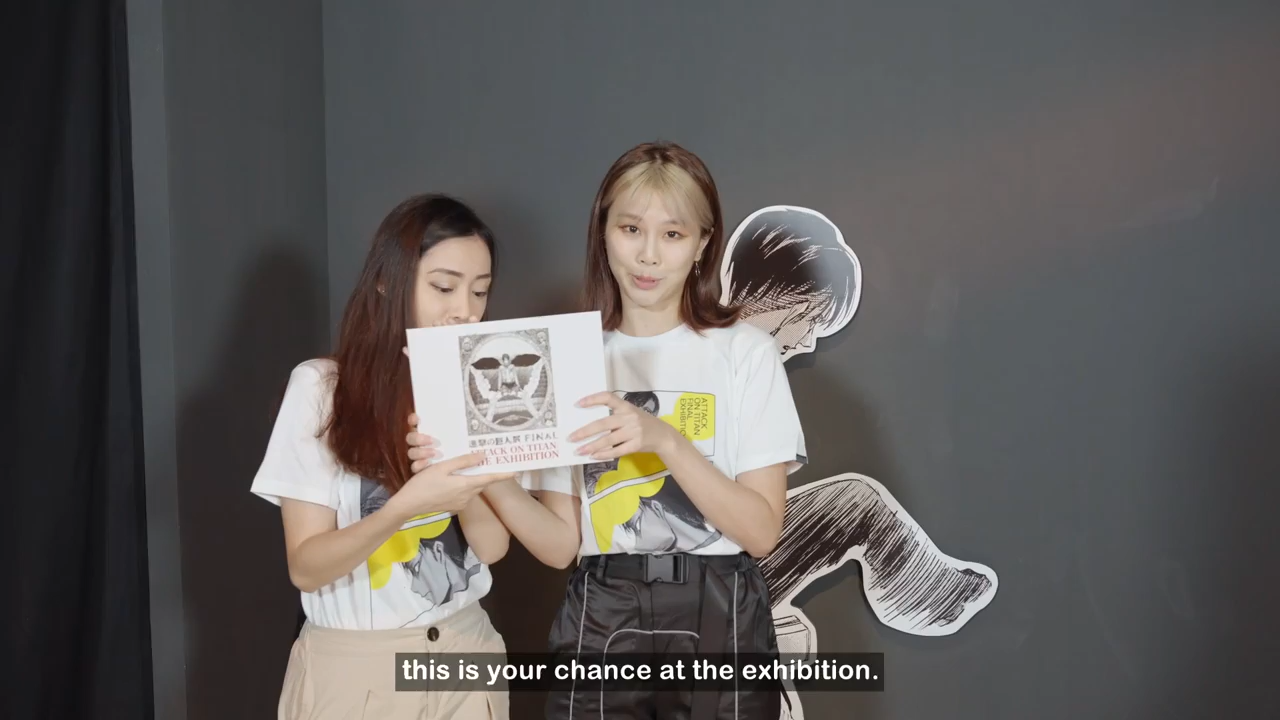 進撃の巨人展 FINAL
ATTACK ON TITAN
THE EXHIBITION
ATTACK
ON TITAN
FINAL
EXHIBITION
this is your chance at the exhibition.